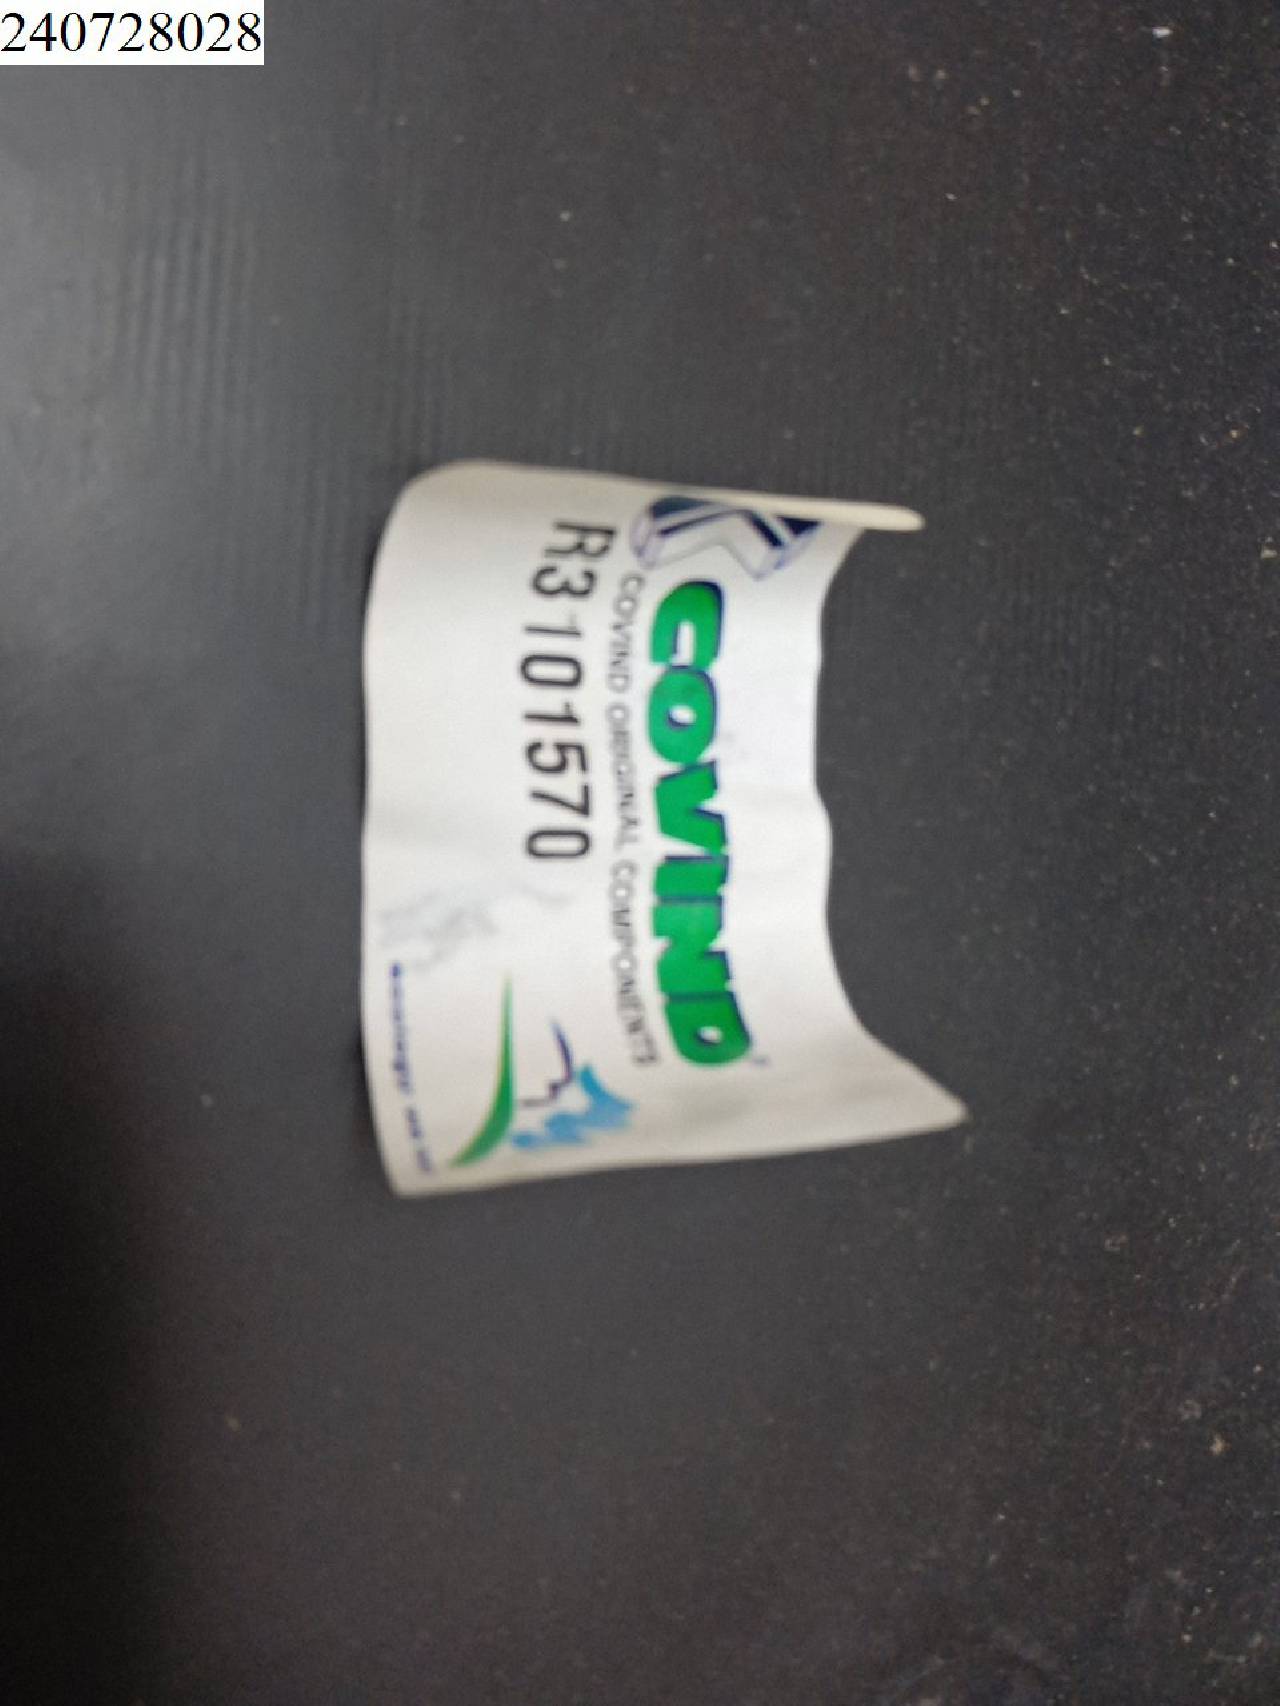 240728028
COVIND
COVIND ORIGINAL COMPONENTS
R3101570